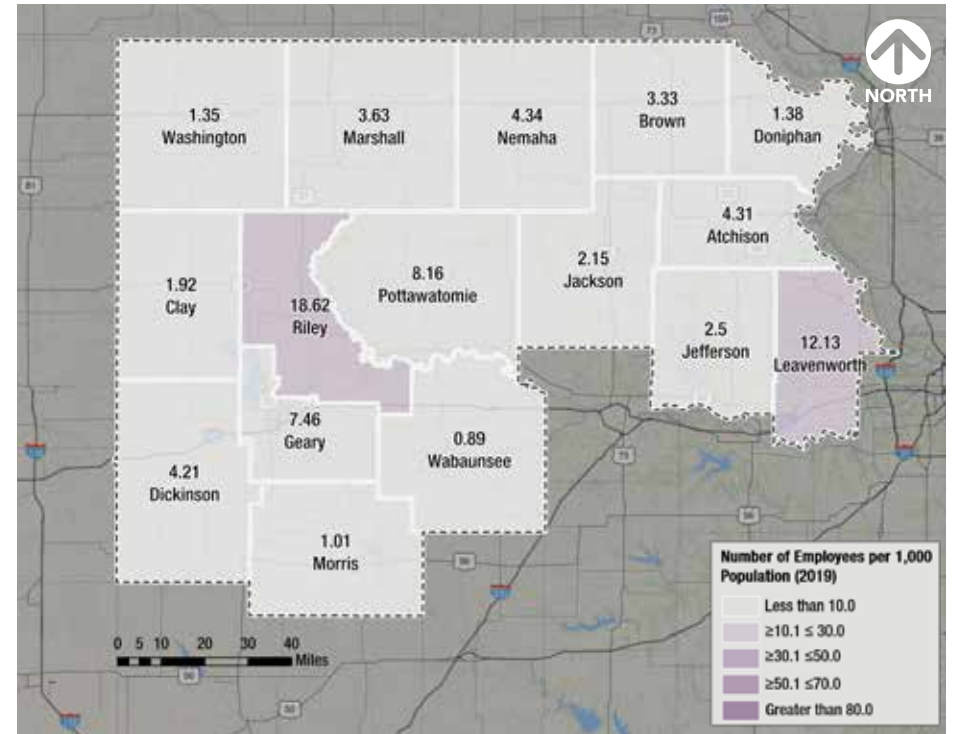 NORTH
1.35
Washington
3.63
Marshall
4.34
Nemaha
3.33
Brown
1.38
Doniphan
4.31
Atchison
1.92
Clay
18.62
Riley
8.16
Pottawatomie
2.15
Jackson
2.5
Jefferson
12.13
Leavenworth
7.46
Geary
0.89
Wabaunsee
4.21
Dickinson
1.01
Morris
Number of Employees per 1,000
Population (2019)
Less than 10.0
≥10.1 ≤ 30.0
≥30.1 ≤50.0
≥50.1 ≤70.0
Greater than 80.0
0 5 10 20 30 40
Miles
81
73
75
50